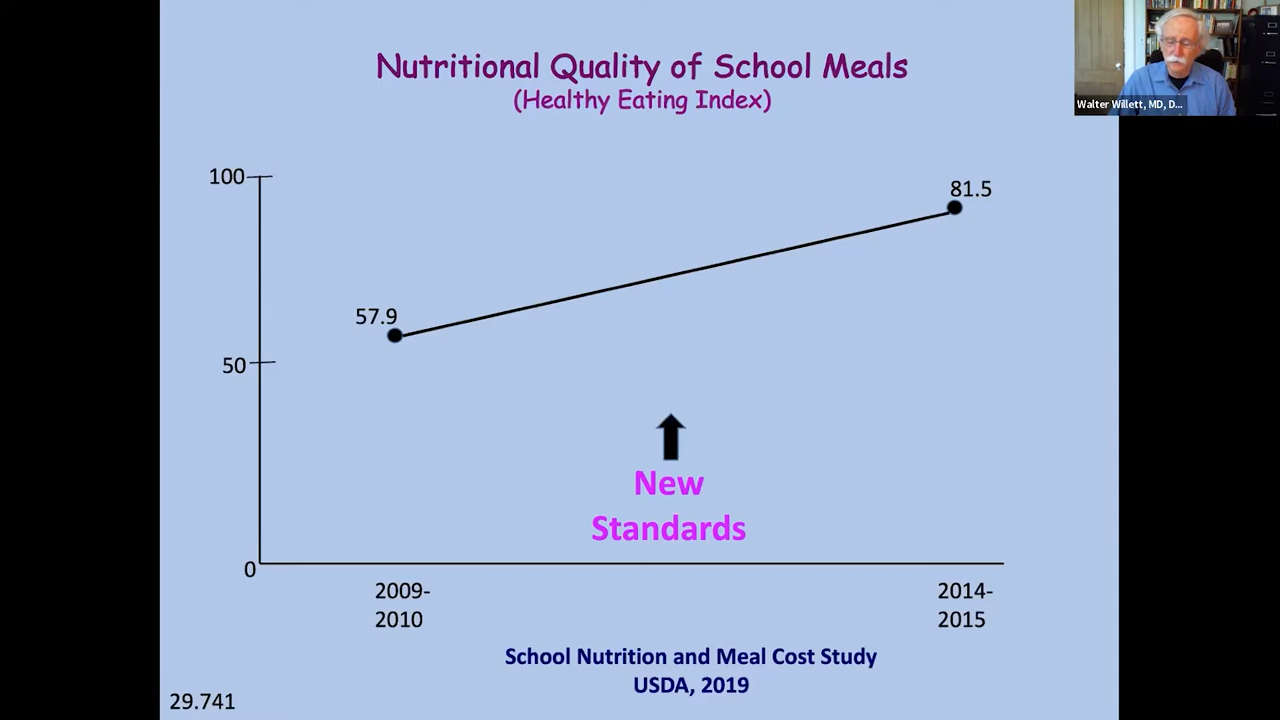 Nutritional Quality of School Meals
(Healthy Eating Index)
Walter Willett, MD, D...
100
81.5
57.9
50
New
Standards
0
2009-
2010
2014-
2015
School Nutrition and Meal Cost Study
USDA, 2019
29.741